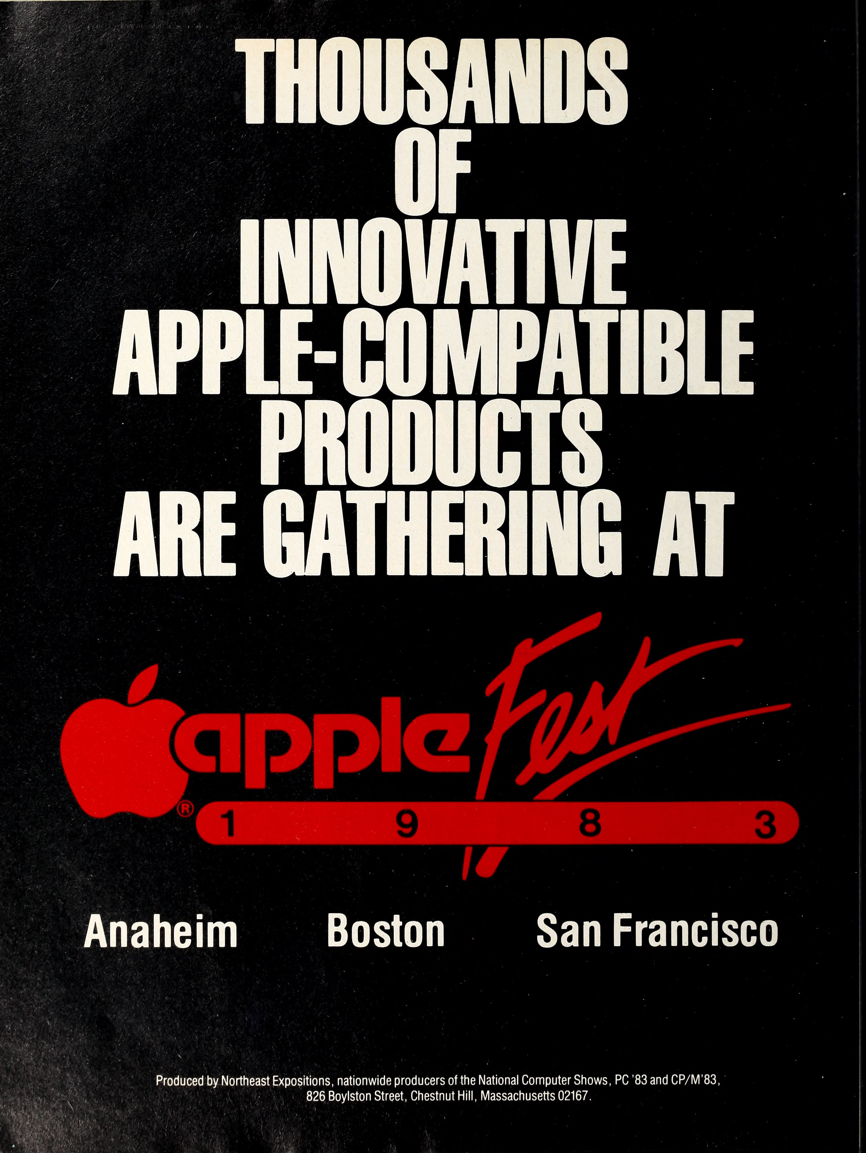 THOUSANDS
OF
INNOVATIVE
APPLE-COMPATIBLE
PRODUCTS
ARE GATHERING AT
apple Fest
®
1 9 8 3
Anaheim Boston San Francisco
Produced by Northeast Expositions, nationwide producers of the National Computer Shows, PC '83 and CP/M'83,
826 Boylston Street, Chestnut Hill, Massachusetts 02167.